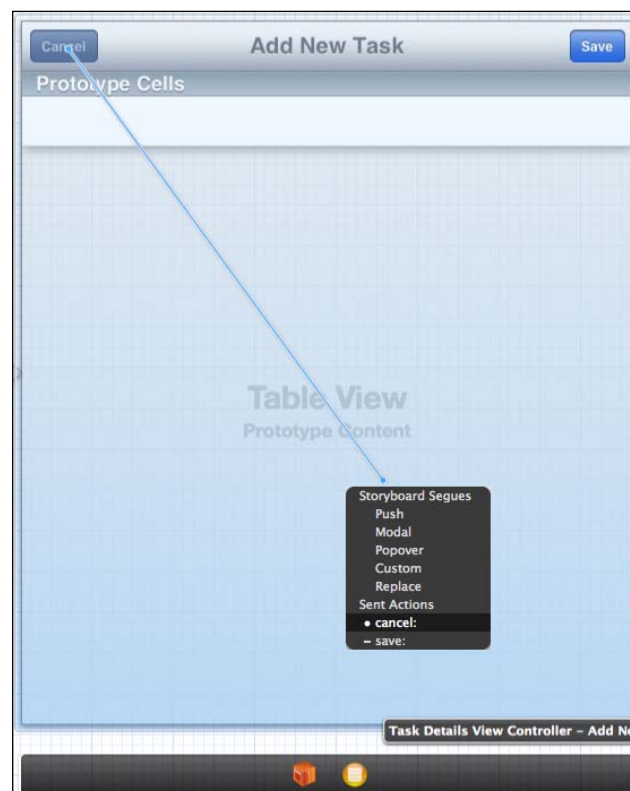 Cancel Add New Task Save
Prototype Cells
Table View
Prototype Content
Storyboard Segues
Push
Modal
Popover
Custom
Replace
Sent Actions
• cancel:
– save:
Task Details View Controller – Add